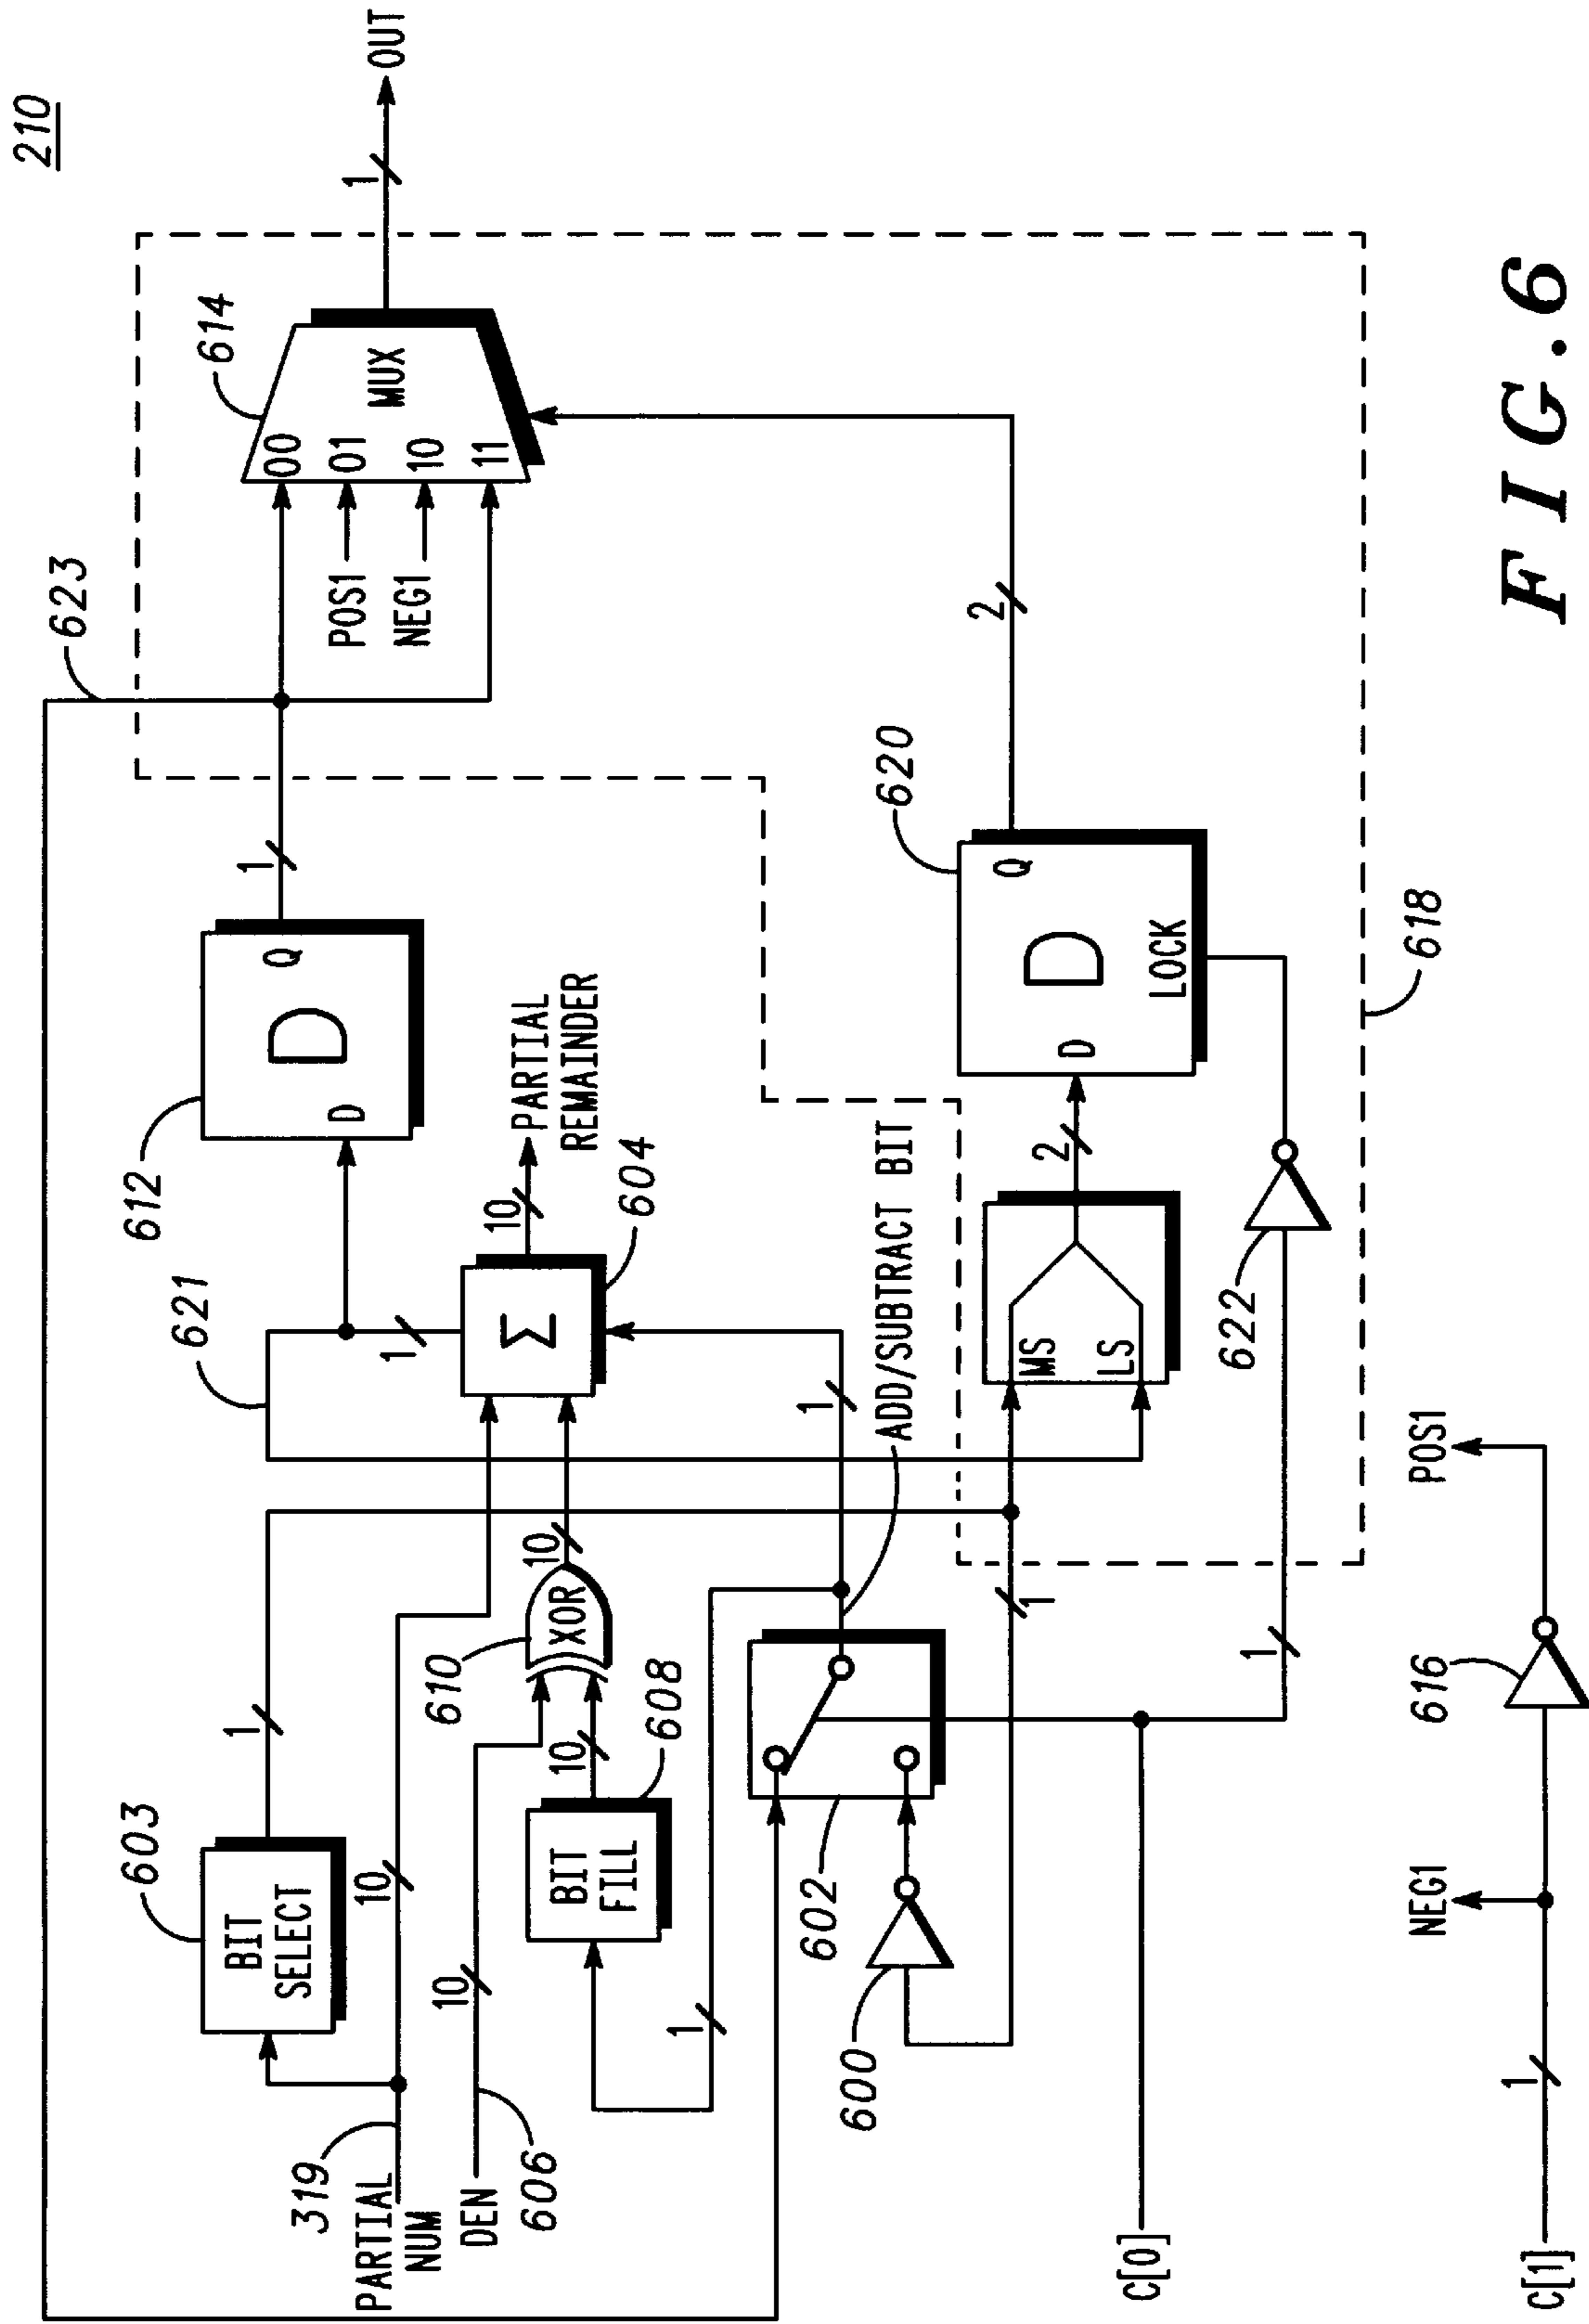 210
623
614
00
01
10
11
MUX
POS1
NEG1
1
OUT
612
D
Q
D
1
621
1
Σ
604
10
PARTIAL
REMAINDER
603
BIT
SELECT
1
319
PARTIAL
NUM
10
DEN
606
10
610
XOR
10
BIT
FILL
10
608
1
602
600
1
ADD/SUBTRACT BIT
MS
LS
2
620
D
Q
D
LOCK
2
1
C[0]
1
622
618
C[1]
1
NEG1
616
POS1
FIG.6